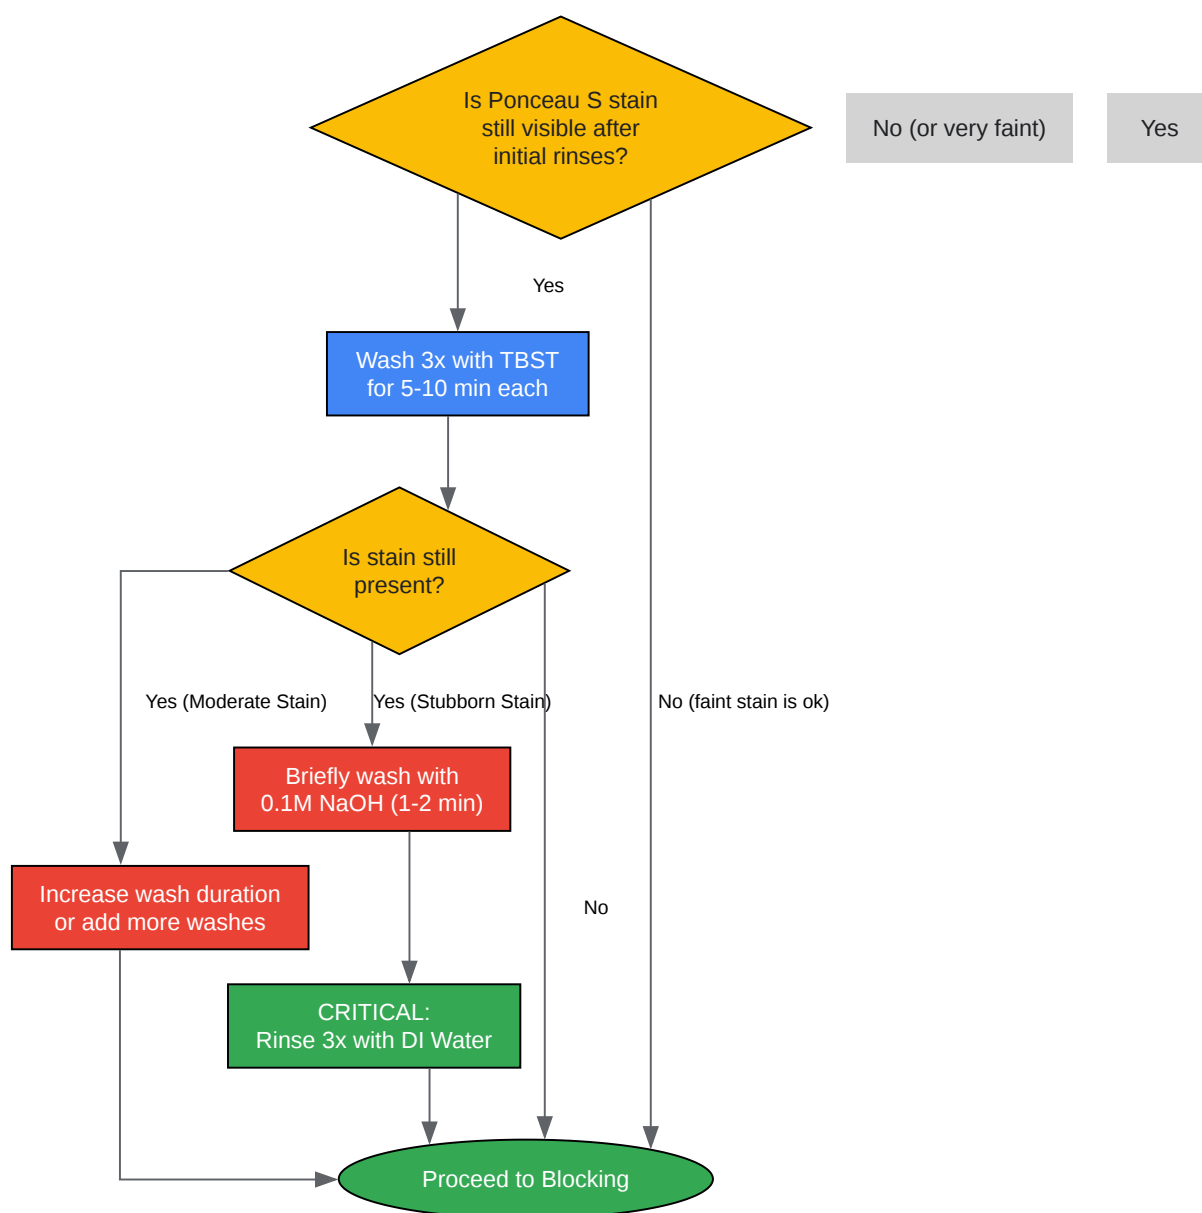 Is Ponceau S stain
still visible after
initial rinses?
No (or very faint)
Yes
Yes
Wash 3x with TBST
for 5-10 min each
Is stain still
present?
Yes (Moderate Stain)
Yes (Stubborn Stain)
No (faint stain is ok)
Briefly wash with
0.1M NaOH (1-2 min)
Increase wash duration
or add more washes
No
CRITICAL:
Rinse 3x with DI Water
Proceed to Blocking